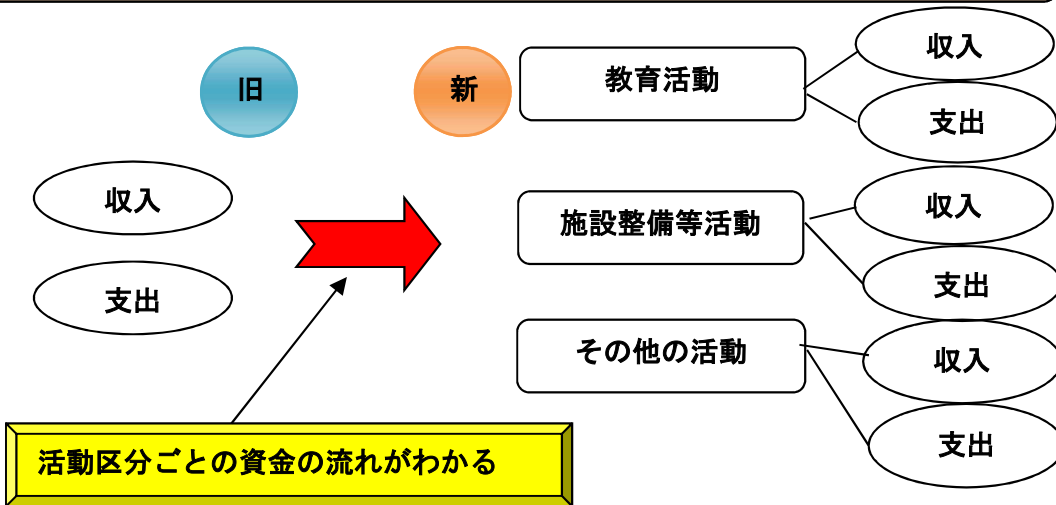 旧
新
収入
支出
教育活動
収入
支出
施設整備等活動
収入
支出
その他の活動
収入
支出
活動区分ごとの資金の流れがわかる